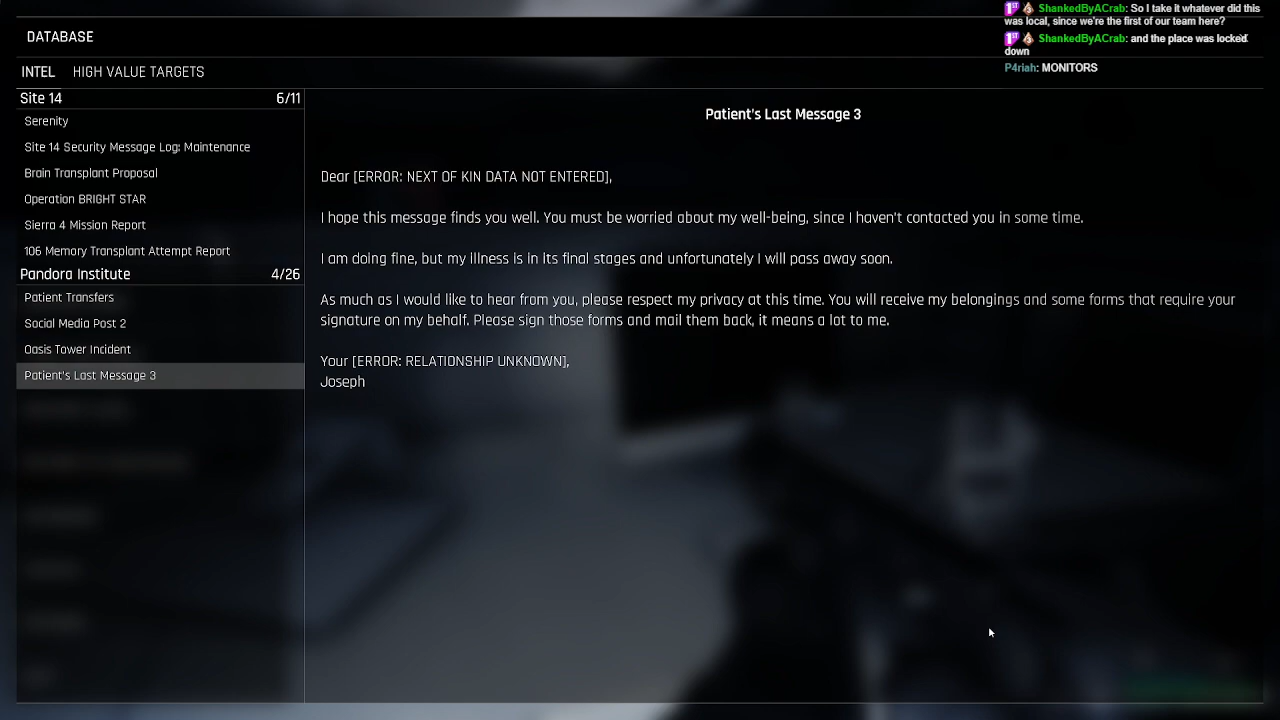 DATABASE
INTEL
HIGH VALUE TARGETS
Site 14
6/11
Serenity
Site 14 Security Message Log: Maintenance
Brain Transplant Proposal
Operation BRIGHT STAR
Sierra 4 Mission Report
106 Memory Transplant Attempt Report
Pandora Institute
4/26
Patient Transfers
Social Media Post 2
Oasis Tower Incident
Patient's Last Message 3
Patient's Last Message 3
Dear [ERROR: NEXT OF KIN DATA NOT ENTERED],
I hope this message finds you well. You must be worried about my well-being, since I haven't contacted you in some time.
I am doing fine, but my illness is in its final stages and unfortunately I will pass away soon.
As much as I would like to hear from you, please respect my privacy at this time. You will receive my belongings and some forms that require your
signature on my behalf. Please sign those forms and mail them back, it means a lot to me.
Your [ERROR: RELATIONSHIP UNKNOWN],
Joseph
1ST ShankedByACrab: So I take it whatever did this
was local, since we're the first of our team here?
1ST ShankedByACrab: and the place was locked
down
P4riah: MONITORS